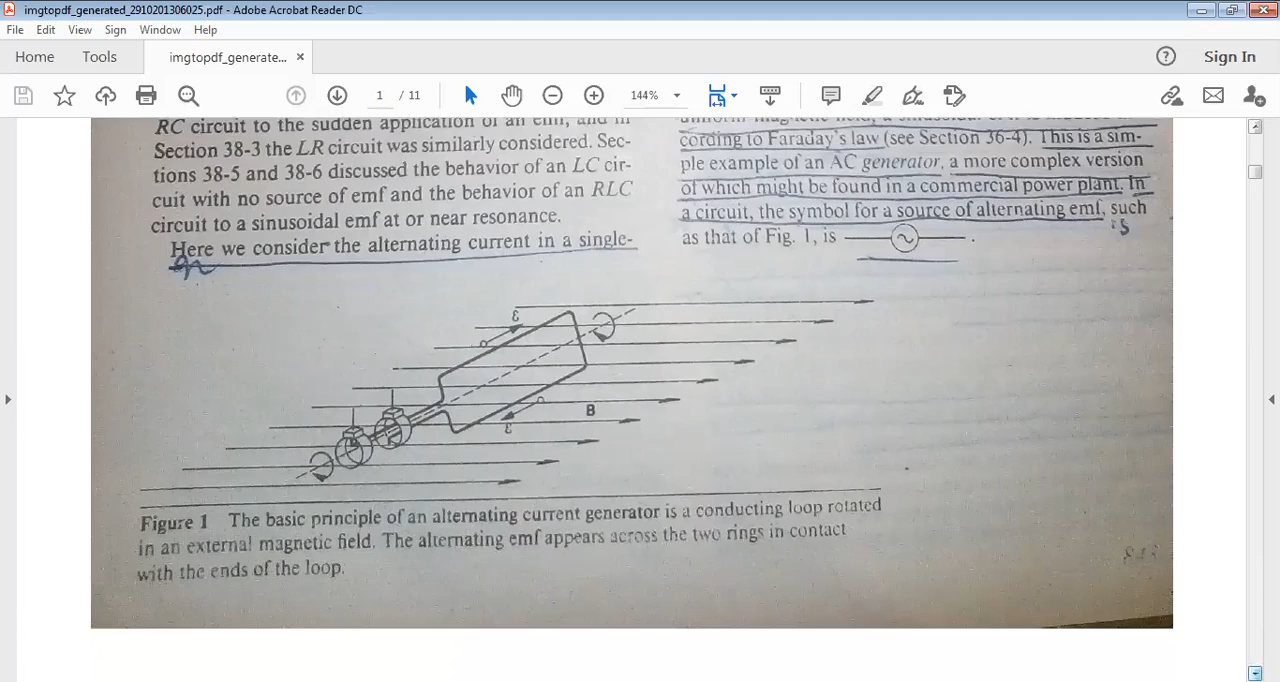 imgtopdf_generated_2910201306025.pdf - Adobe Acrobat Reader DC
File Edit View Sign Window Help
Home Tools imgtopdf_generate... × Sign In
1 / 11 144%
RC circuit to the sudden application of an emf, and in
Section 38-3 the LR circuit was similarly considered. Sec-
tions 38-5 and 38-6 discussed the behavior of an LC cir-
cuit with no source of emf and the behavior of an RLC
circuit to a sinusoidal emf at or near resonance.
Here we consider the alternating current in a single-
cording to Faraday's law (see Section 36-4). This is a sim-
ple example of an AC generator, a more complex version
of which might be found in a commercial power plant. In
a circuit, the symbol for a source of alternating emf, such
as that of Fig. 1, is .
ε
B
ε
Figure 1 The basic principle of an alternating current generator is a conducting loop rotated
in an external magnetic field. The alternating emf appears across the two rings in contact
with the ends of the loop.